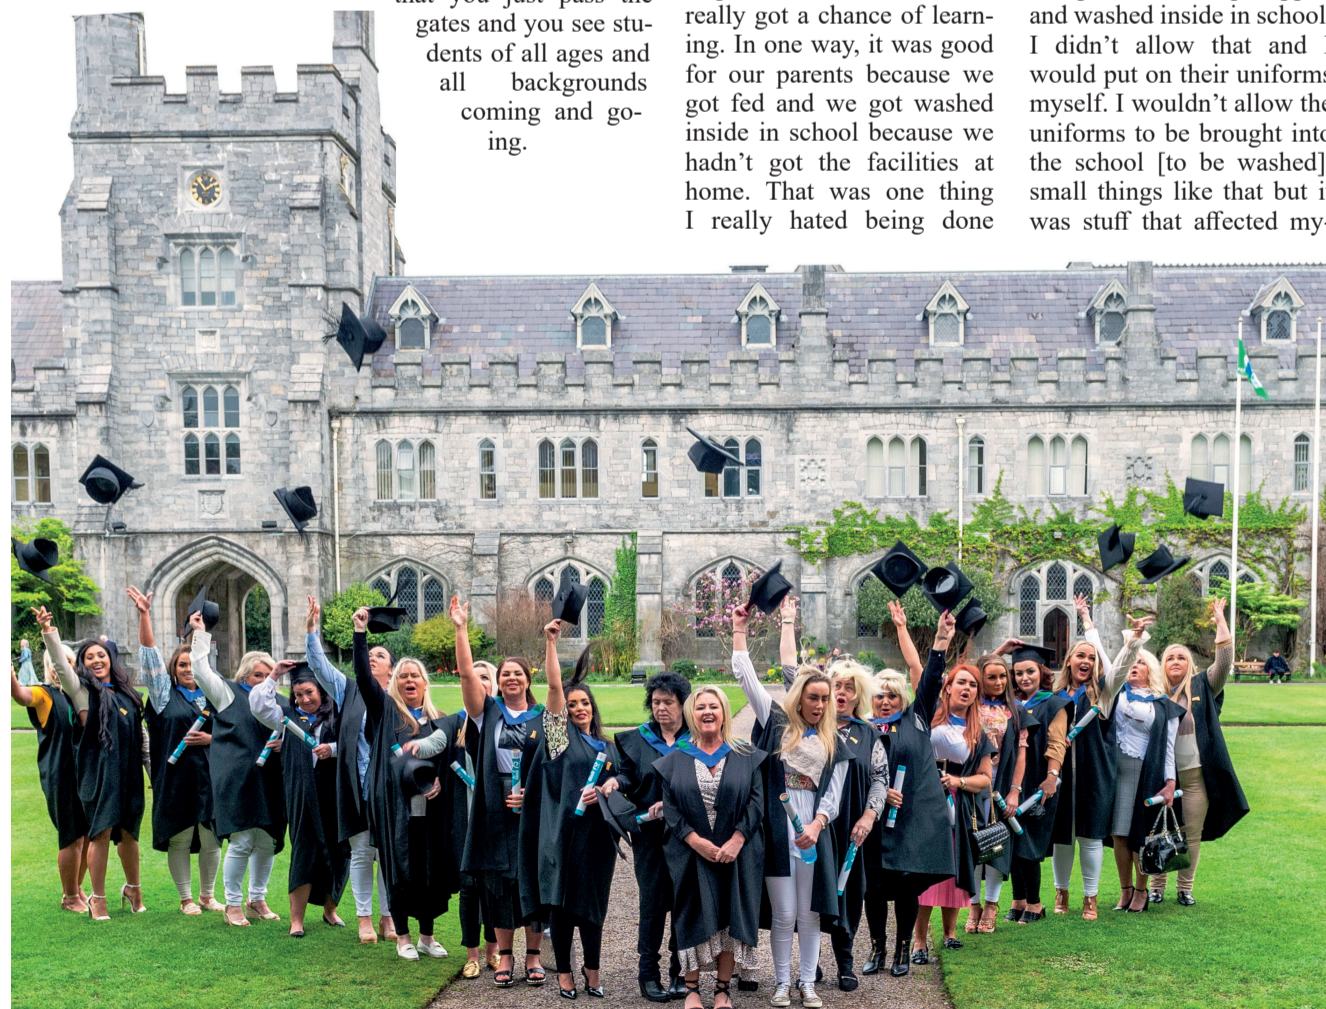 that you just pass the
gates and you see stu-
dents of all ages and
all backgrounds
coming and go-
ing.
really got a chance of learn-
ing. In one way, it was good
for our parents because we
got fed and we got washed
inside in school because we
hadn’t got the facilities at
home. That was one thing
I really hated being done
and washed inside in school
I didn’t allow that and I
would put on their uniforms
myself. I wouldn’t allow the
uniforms to be brought into
the school [to be washed]
small things like that but
was stuff that affected my-